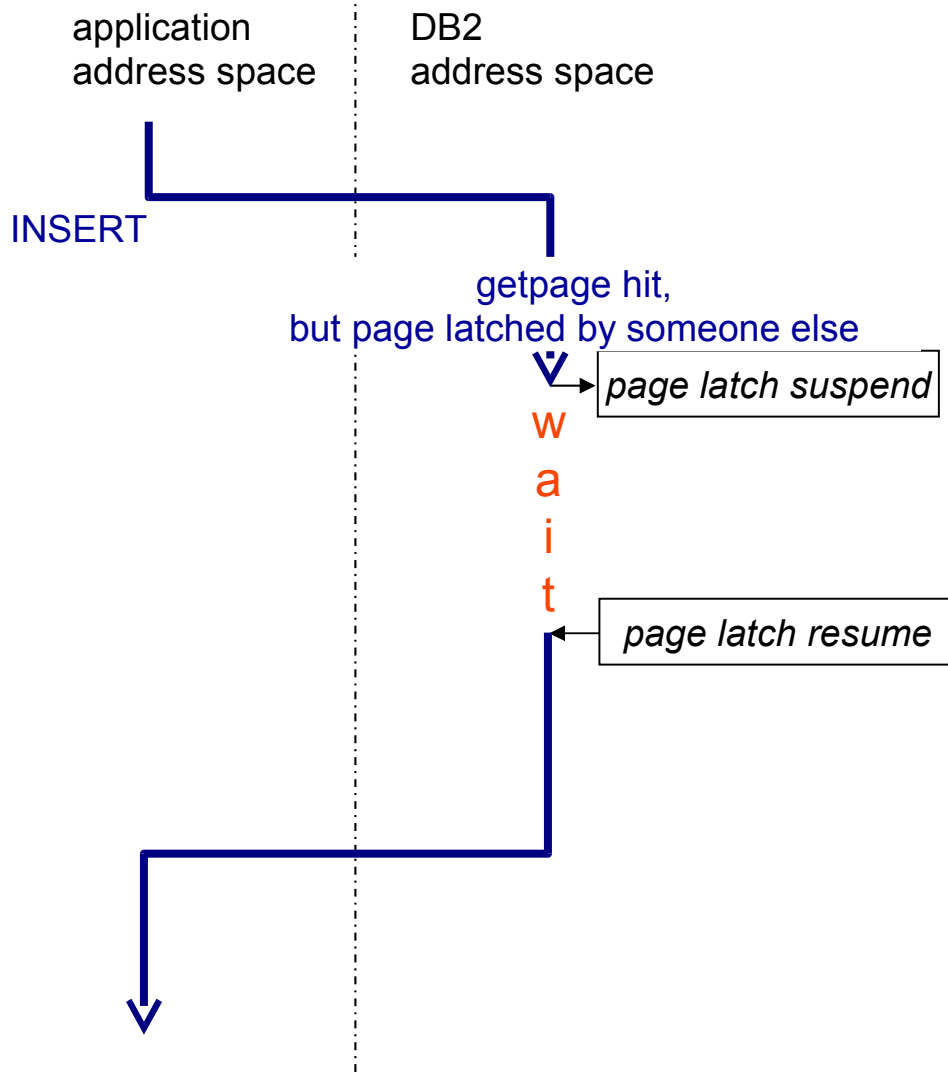 application
address space
DB2
address space
INSERT
getpage hit,
but page latched by someone else
page latch suspend
w
a
i
t
page latch resume